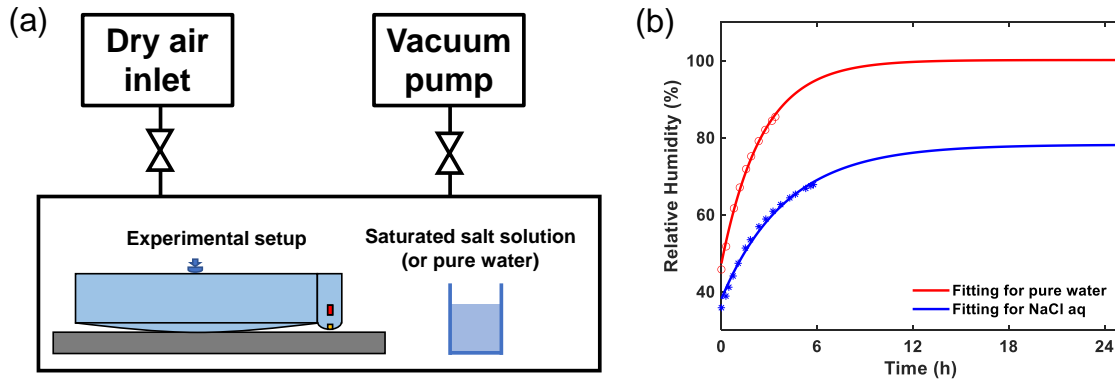 (a)
Dry air
inlet
Vacuum
pump
Experimental setup
Saturated salt solution
(or pure water)
(b)
Relative Humidity (%)
100
80
60
40
0
6
12
18
24
Time (h)
Fitting for pure water
Fitting for NaCl aq